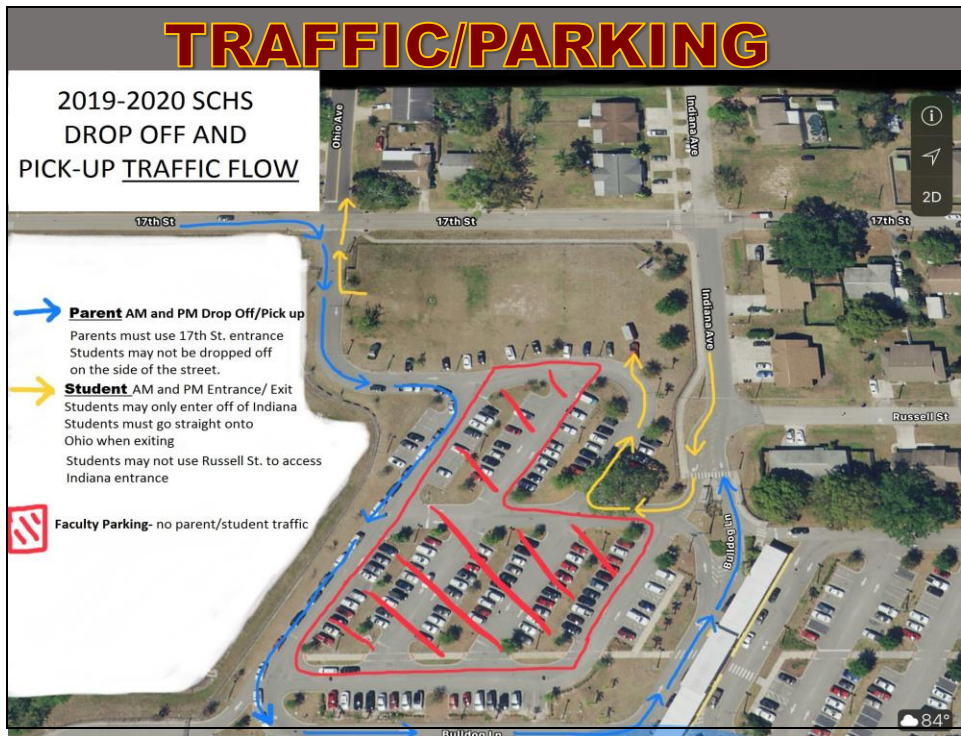 TRAFFIC/PARKING
2019-2020 SCHS
DROP OFF AND
PICK-UP TRAFFIC FLOW
Ohio Ave
Indiana Ave
2D
17th St
17th St
17th St
Parent AM and PM Drop Off/Pick up
Parents must use 17th St. entrance
Students may not be dropped off
on the side of the street.
Student AM and PM Entrance/ Exit
Students may only enter off of Indiana
Students must go straight onto
Ohio when exiting
Students may not use Russell St. to access
Indiana entrance
Faculty Parking- no parent/student traffic
Indiana Ave
Russell St
Bulldog Ln
Bulldog Ln
84°